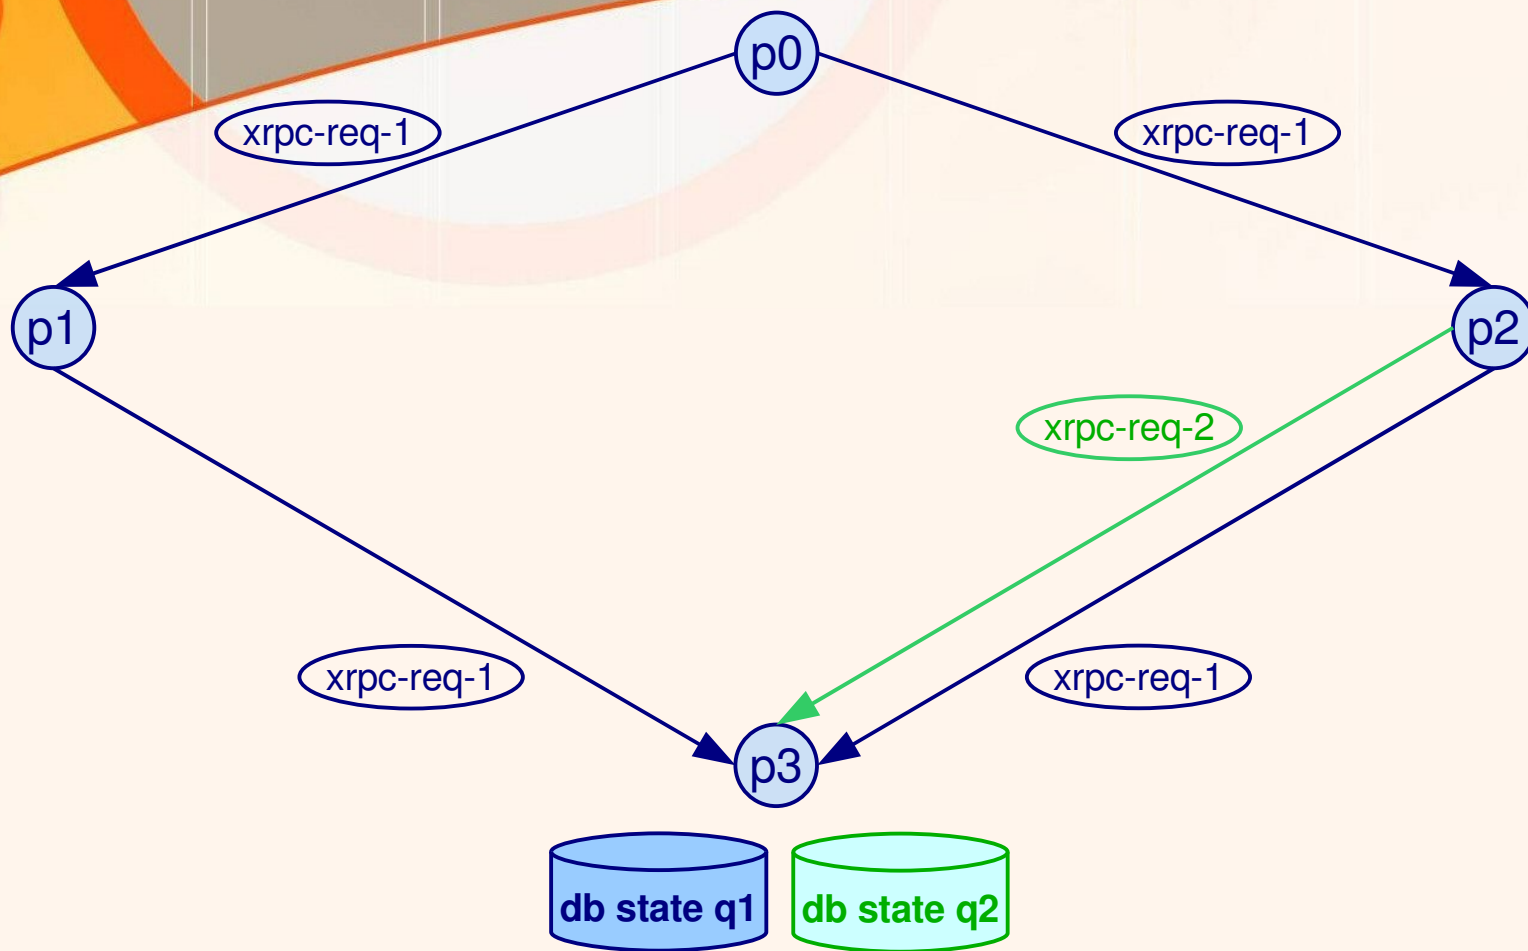 p0
xrpc-req-1
xrpc-req-1
p1
p2
xrpc-req-2
xrpc-req-1
xrpc-req-1
p3
db state q1
db state q2